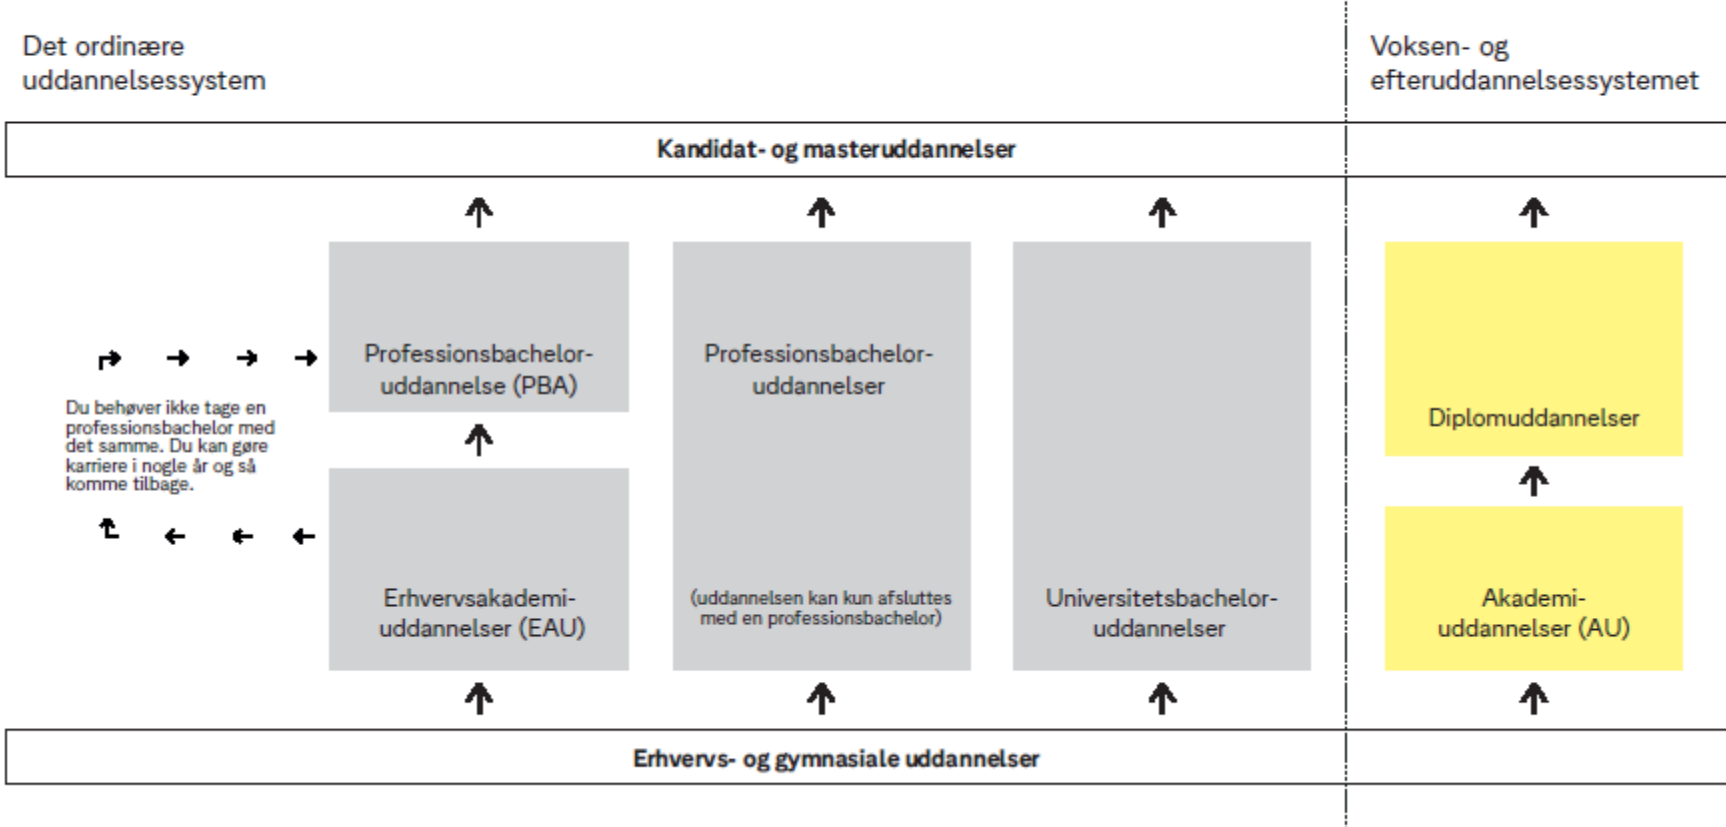 Det ordinære
uddannelsessystem
Voksen- og
efteruddannelsessystemet
Kandidat- og masteruddannelser
Professionsbachelor-
uddannelse (PBA)
Professionsbachelor-
uddannelser
Du behøver ikke tage en
professionsbachelor med
det samme. Du kan gøre
karriere i nogle år og så
komme tilbage.
Diplomuddannelser
Erhvervsakademi-
uddannelser (EAU)
(uddannelsen kan kun afsluttes
med en professionsbachelor)
Universitetsbachelor-
uddannelser
Akademi-
uddannelser (AU)
Erhvervs- og gymnasiale uddannelser